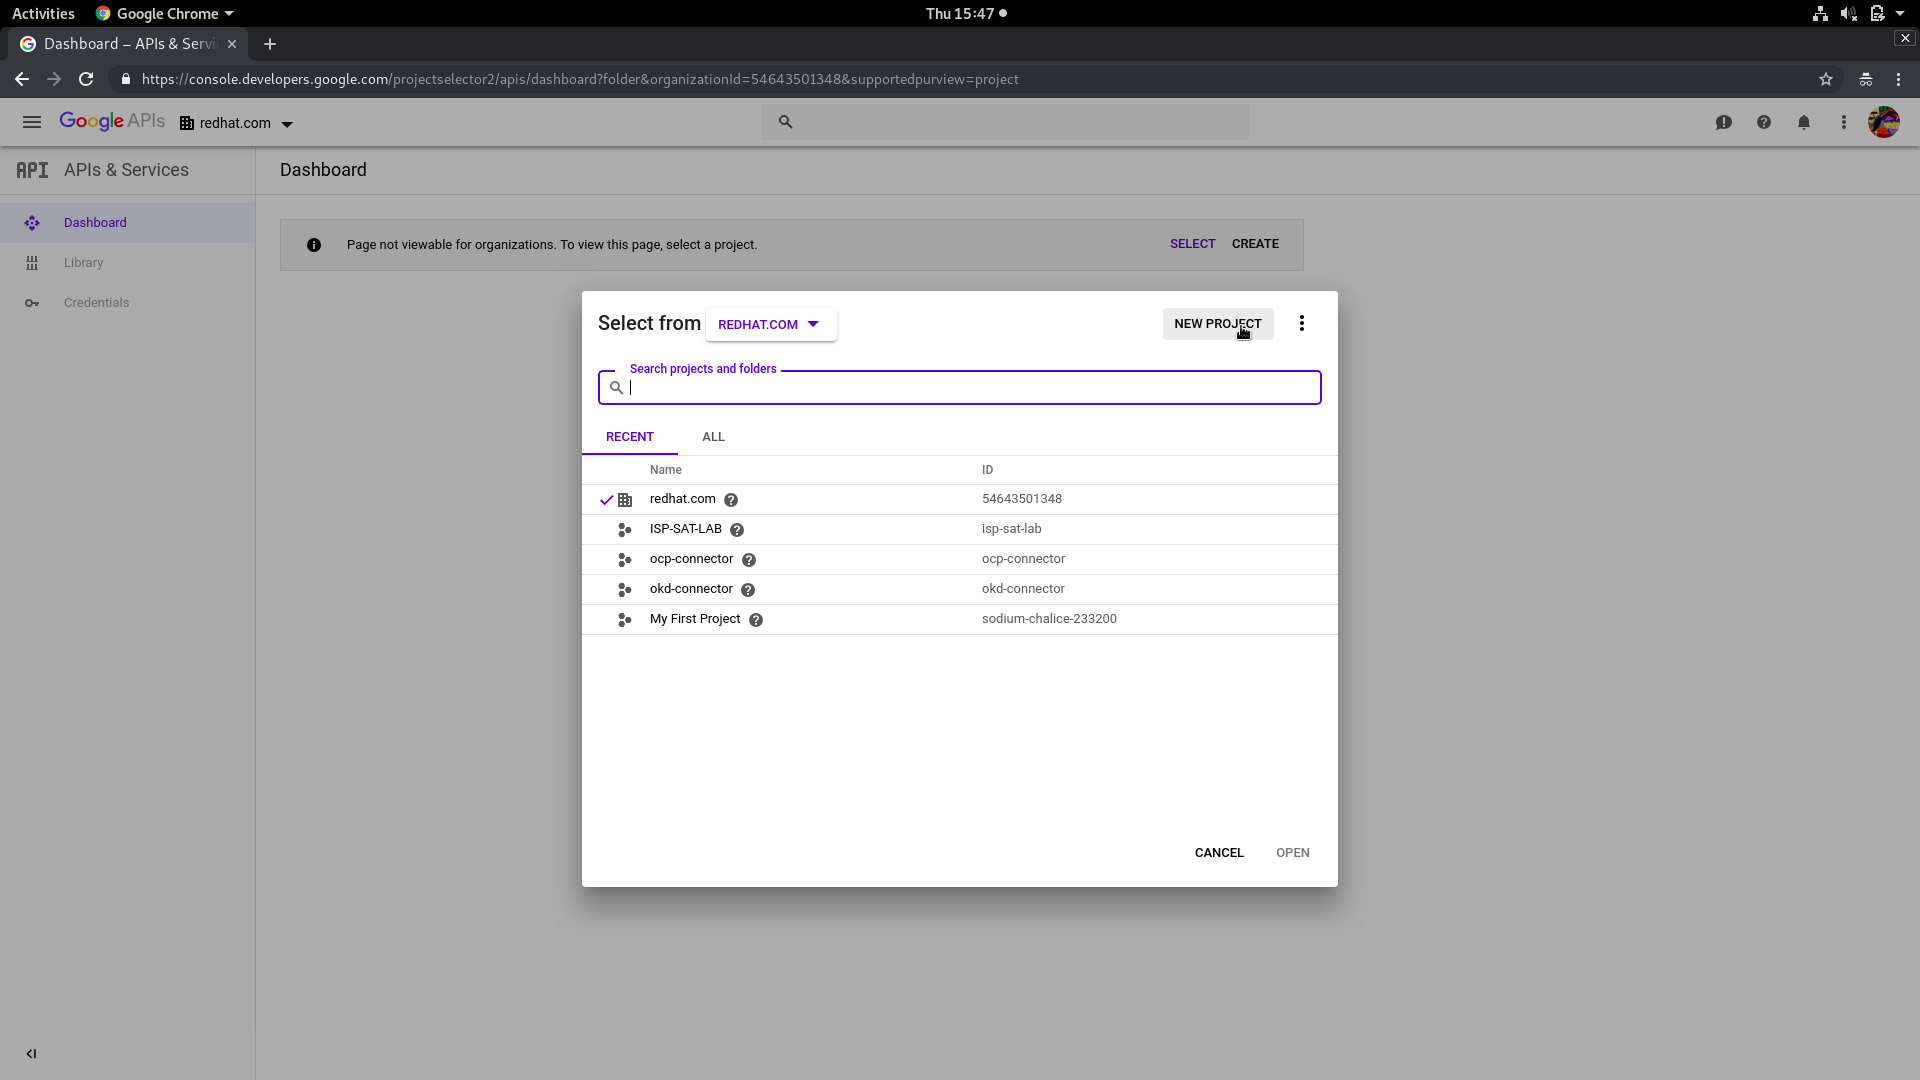 Activities Google Chrome Thu 15:47
Dashboard – APIs & Servi
https://console.developers.google.com/projectselector2/apis/dashboard?folder&organizationId=54643501348&supportedpurview=project
Google APIs redhat.com
API APIs & Services
Dashboard
Dashboard
Library
Credentials
Page not viewable for organizations. To view this page, select a project. SELECT CREATE
Select from REDHAT.COM NEW PROJECT
Search projects and folders
RECENT ALL
Name ID
redhat.com 54643501348
ISP-SAT-LAB isp-sat-lab
ocp-connector ocp-connector
okd-connector okd-connector
My First Project sodium-chalice-233200
CANCEL OPEN